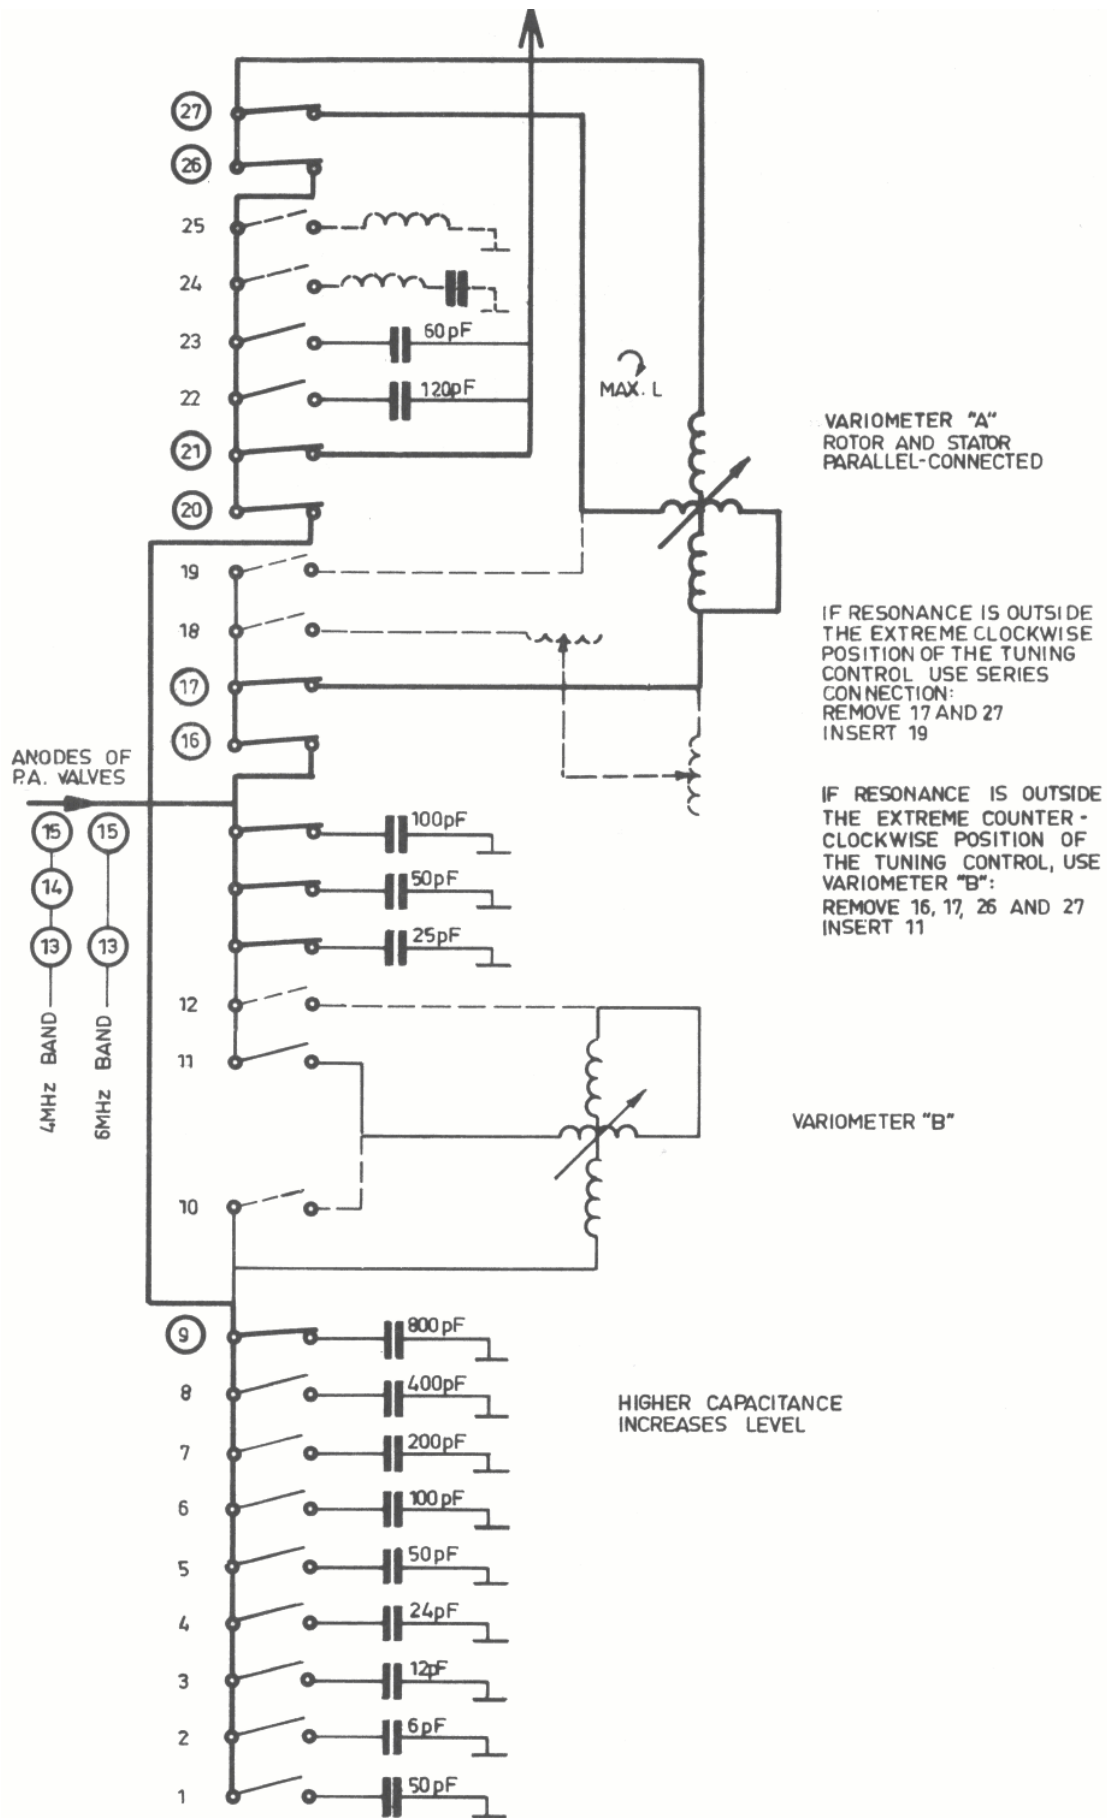 27
26
25
24
23
60pF
22
120pF
MAX. L
21
VARIOMETER "A"
ROTOR AND STATOR
PARALLEL-CONNECTED
20
19
18
17
16
IF RESONANCE IS OUTSIDE
THE EXTREME CLOCKWISE
POSITION OF THE TUNING
CONTROL USE SERIES
CONNECTION:
REMOVE 17 AND 27
INSERT 19
ANODES OF
P.A. VALVES
IF RESONANCE IS OUTSIDE
THE EXTREME COUNTER-
CLOCKWISE POSITION OF
THE TUNING CONTROL, USE
VARIOMETER "B":
REMOVE 16, 17, 26 AND 27
INSERT 11
15 15
100pF
14
50pF
13 13
25pF
4MHz BAND
6MHz BAND
12
11
VARIOMETER "B"
10
9
800pF
8
400pF
HIGHER CAPACITANCE
INCREASES LEVEL
7
200pF
6
100pF
5
50pF
4
24pF
3
12pF
2
6pF
1
50pF